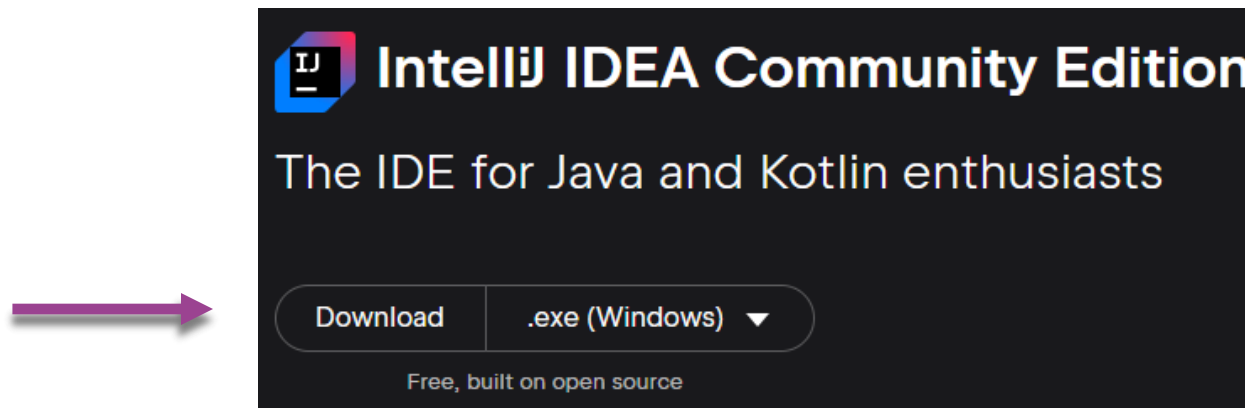 IJ
IntelliJ IDEA Community Edition
The IDE for Java and Kotlin enthusiasts
Download .exe (Windows)
Free, built on open source